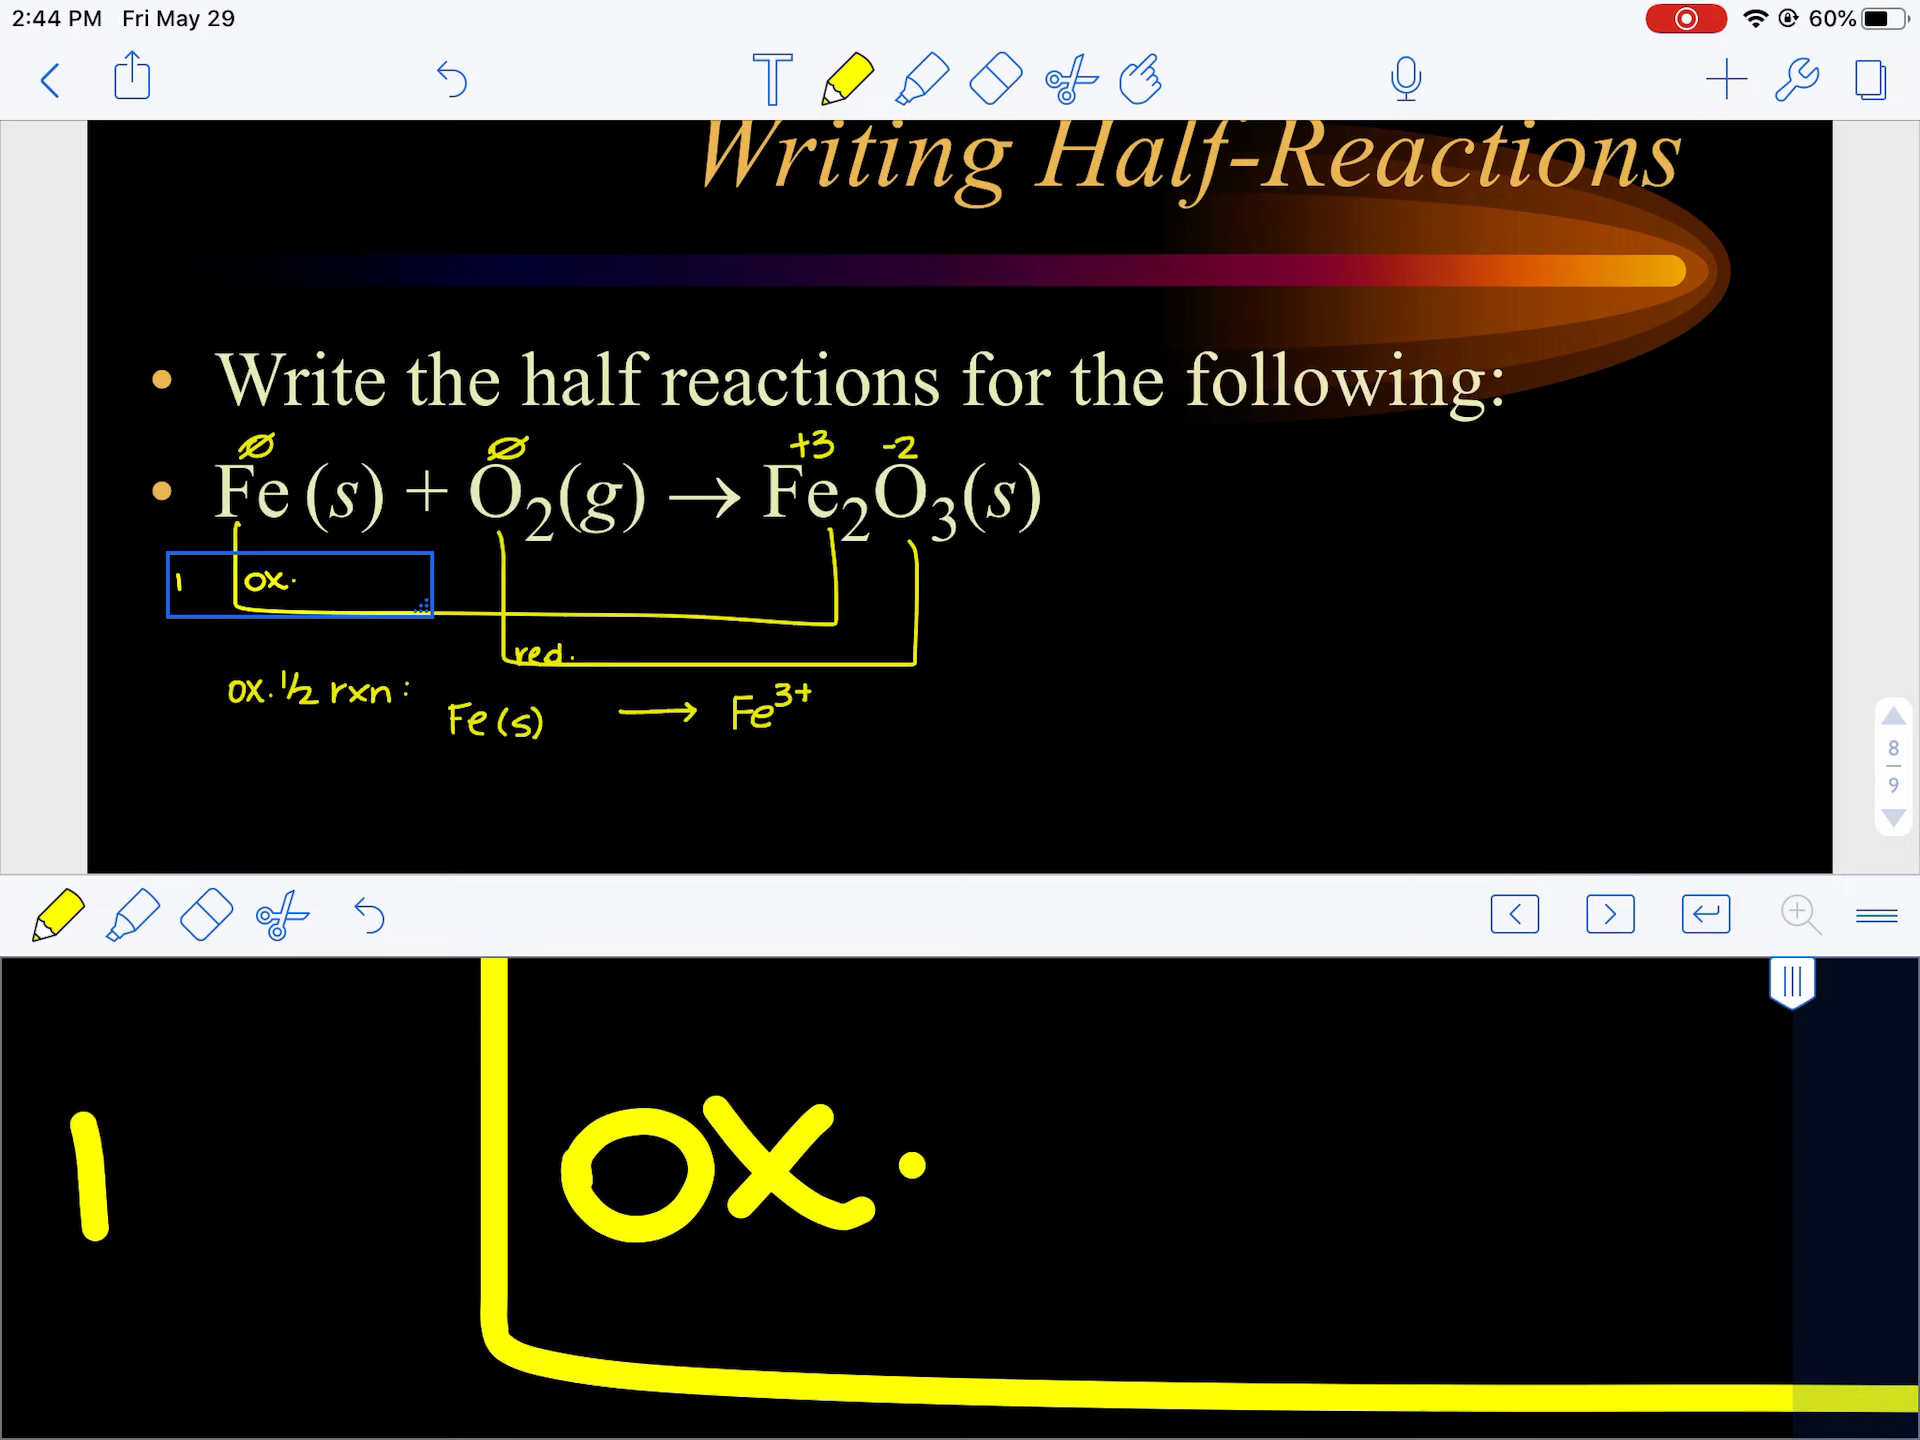 2:44 PM Fri May 29
60%
Writing Half-Reactions
• Write the half reactions for the following:
∅ ∅ +3 -2
• Fe (s) + O₂(g) → Fe₂O₃(s)
1 ox.
red.
ox. 1/2 rxn :
Fe (s) → Fe³⁺
8
9
T
1 ox.